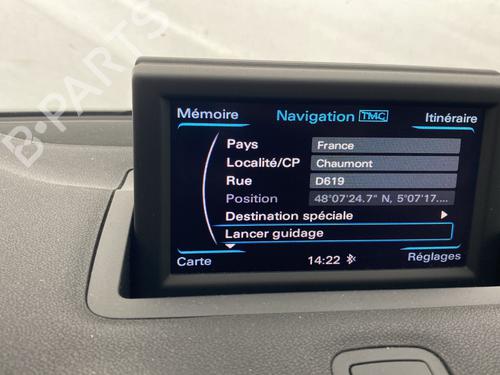 B-PARTS
Mémoire Navigation TMC Itinéraire
Pays France
Localité/CP Chaumont
Rue D619
Position 48°07'24.7" N, 5°07'17....
Destination spéciale
Lancer guidage
Carte 14:22 Réglages